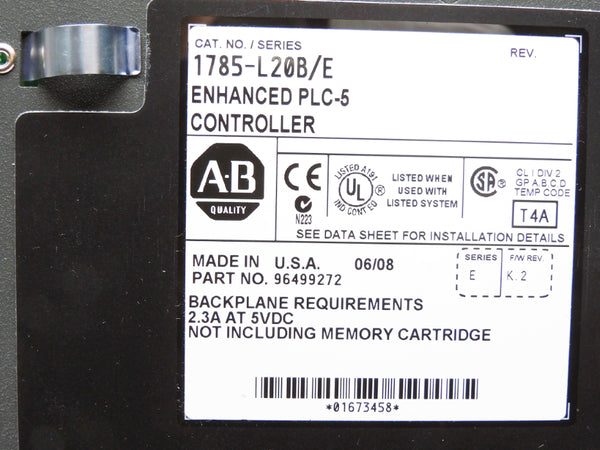 CAT. NO. / SERIES REV.
1785-L20B/E
ENHANCED PLC-5
CONTROLLER
A-B
QUALITY
CE
N223
LISTED A191
UL
IND CONT EQ
®
LISTED WHEN
USED WITH
LISTED SYSTEM
SA
®
CL I DIV 2
GP A,B,C,D
TEMP CODE
T4A
SEE DATA SHEET FOR INSTALLATION DETAILS
MADE IN U.S.A. 06/08
PART NO. 96499272
SERIES F/W REV.
E K.2
BACKPLANE REQUIREMENTS
2.3A AT 5VDC
NOT INCLUDING MEMORY CARTRIDGE
*01673458*